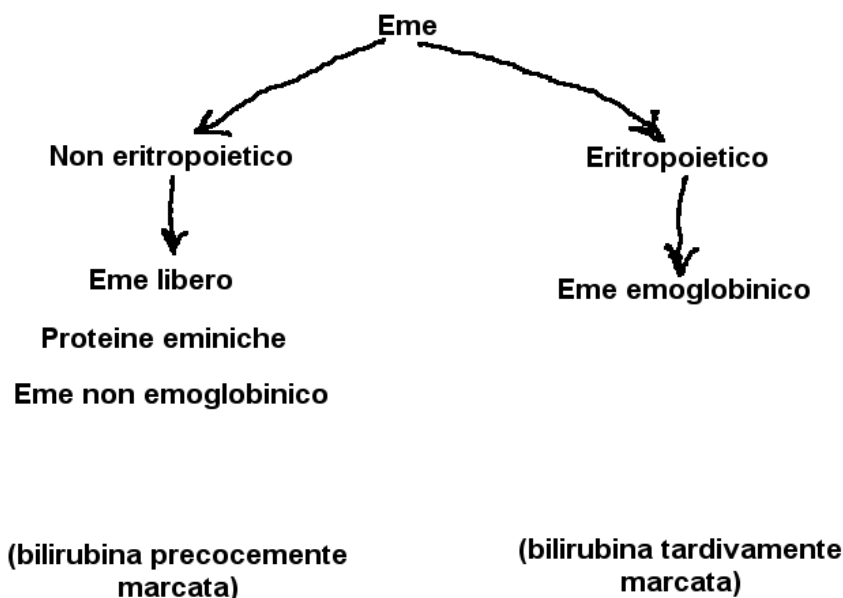 Eme
Non eritropoietico
Eritropoietico
Eme libero
Eme emoglobinico
Proteine eminiche
Eme non emoglobinico
(bilirubina precocemente
marcata)
(bilirubina tardivamente
marcata)